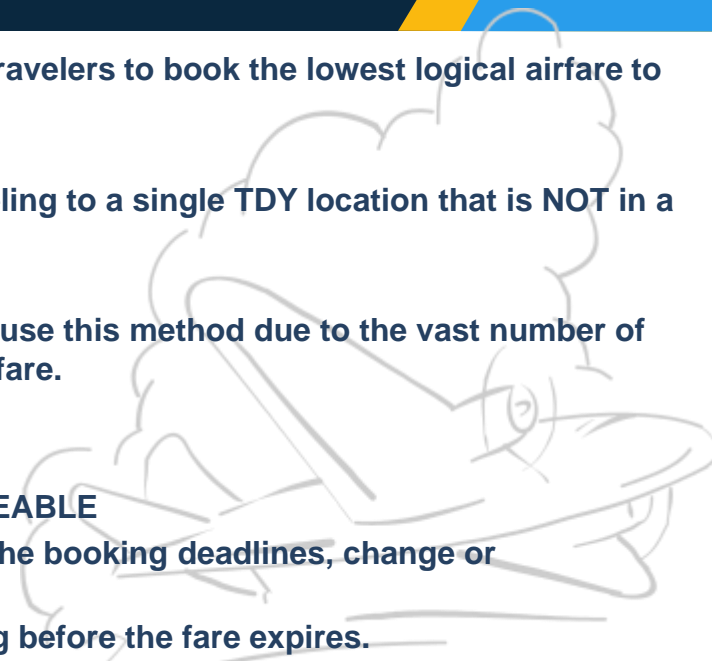 ravelers to book the lowest logical airfare to
ling to a single TDY location that is NOT in a
use this method due to the vast number of
fare.
EABLE
he booking deadlines, change or
g before the fare expires.